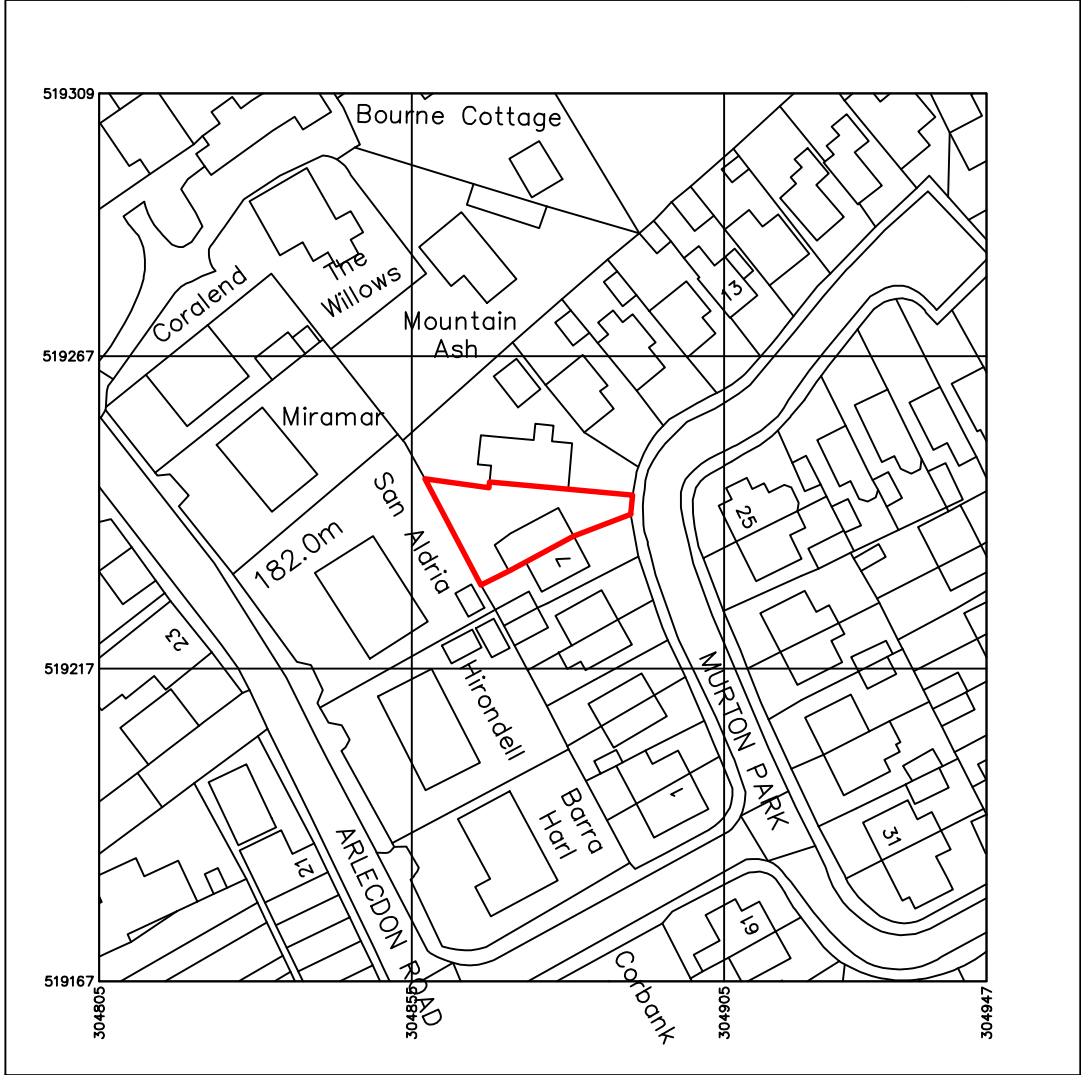 519309
Bourne Cottage
The
Willows
Coralend
13
Mountain
Ash
519267
Miramar
San Aldria
25
182.0m
7
23
519217
Hirondell
MURTON PARK
1
Barra
Harl
31
21
ARLECDON ROAD
61
Corbank
519167
304805
304855
304905
304947